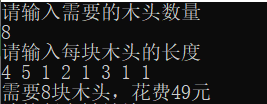 请输入需要的木头数量
8
请输入每块木头的长度
4 5 1 2 1 3 1 1
需要8块木头，花费49元